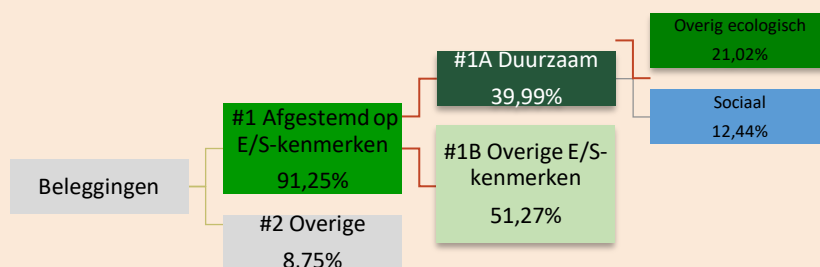 Beleggingen
#1 Afgestemd op
E/S-kenmerken
91,25%
#2 Overige
8,75%
#1A Duurzaam
39,99%
#1B Overige E/S-
kenmerken
51,27%
Overig ecologisch
21,02%
Sociaal
12,44%